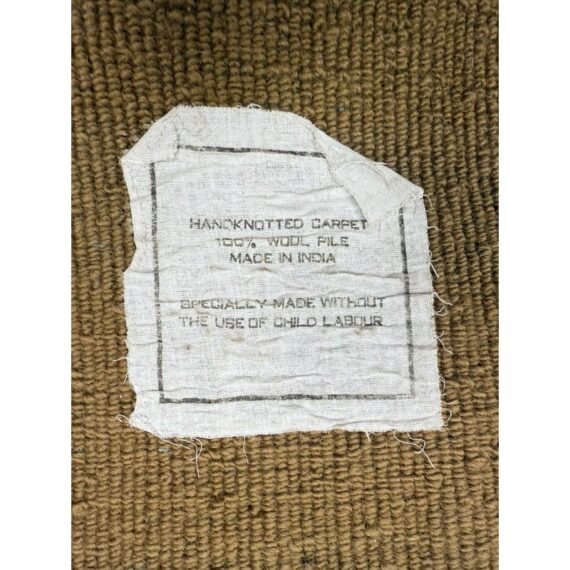 HANDKNOTTED CARPET
100% WOOL PILE
MADE IN INDIA
SPECIALLY MADE WITHOUT
THE USE OF CHILD LABOUR